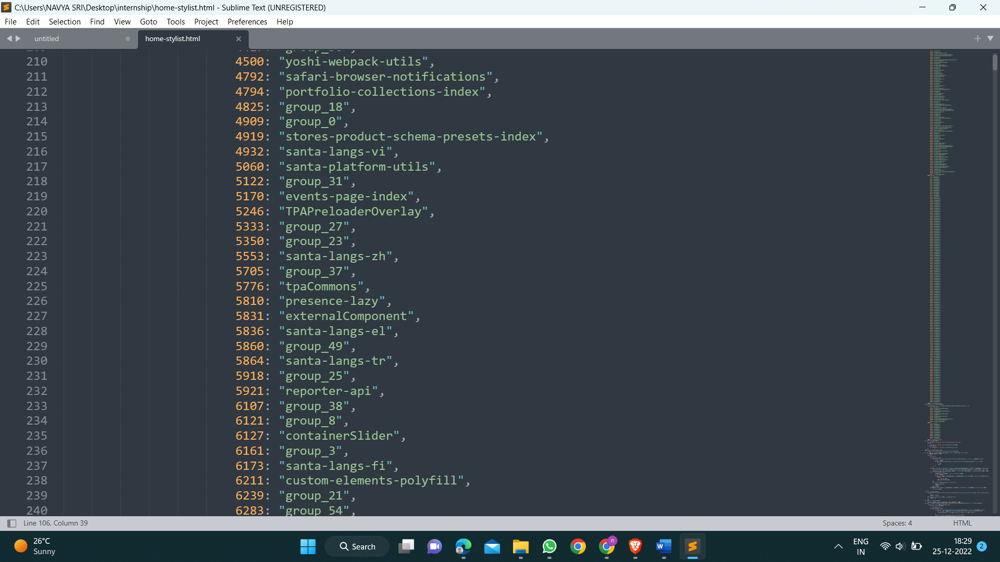 C:\Users\NAVYA SRI\Desktop\internship\home-stylist.html - Sublime Text (UNREGISTERED)
File Edit Selection Find View Goto Tools Project Preferences Help
untitled home-stylist.html
210 4500: "yoshi-webpack-utils",
211 4792: "safari-browser-notifications",
212 4794: "portfolio-collections-index",
213 4825: "group_18",
214 4909: "group_0",
215 4919: "stores-product-schema-presets-index",
216 4932: "santa-langs-vi",
217 5060: "santa-platform-utils",
218 5122: "group_31",
219 5170: "events-page-index",
220 5246: "TPAPreloaderOverlay",
221 5333: "group_27",
222 5350: "group_23",
223 5553: "santa-langs-zh",
224 5705: "group_37",
225 5776: "tpaCommons",
226 5810: "presence-lazy",
227 5831: "externalComponent",
228 5836: "santa-langs-el",
229 5860: "group_49",
230 5864: "santa-langs-tr",
231 5918: "group_25",
232 5921: "reporter-api",
233 6107: "group_38",
234 6121: "group_8",
235 6127: "containerSlider",
236 6161: "group_3",
237 6173: "santa-langs-fi",
238 6211: "custom-elements-polyfill",
239 6239: "group_21",
240 6283: "group_54",
Line 106, Column 39 Spaces: 4 HTML
26°C
Sunny
Search
n
ENG
IN
18:29
25-12-2022
2